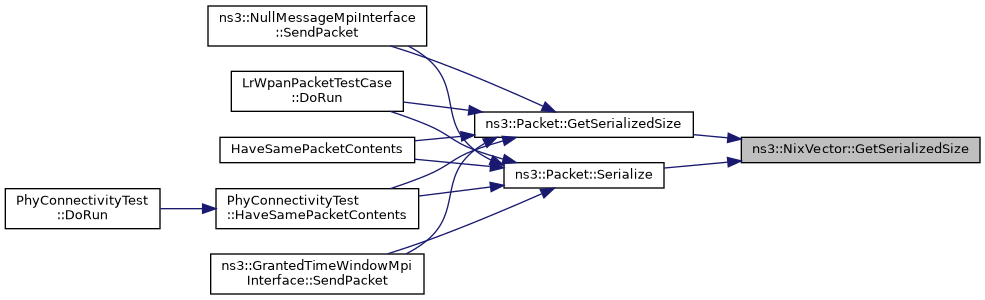 ns3::NullMessageMpiInterface
::SendPacket
LrWpanPacketTestCase
::DoRun
ns3::Packet::GetSerializedSize
HaveSamePacketContents
ns3::NixVector::GetSerializedSize
ns3::Packet::Serialize
PhyConnectivityTest
::DoRun
PhyConnectivityTest
::HaveSamePacketContents
ns3::GrantedTimeWindowMpi
Interface::SendPacket